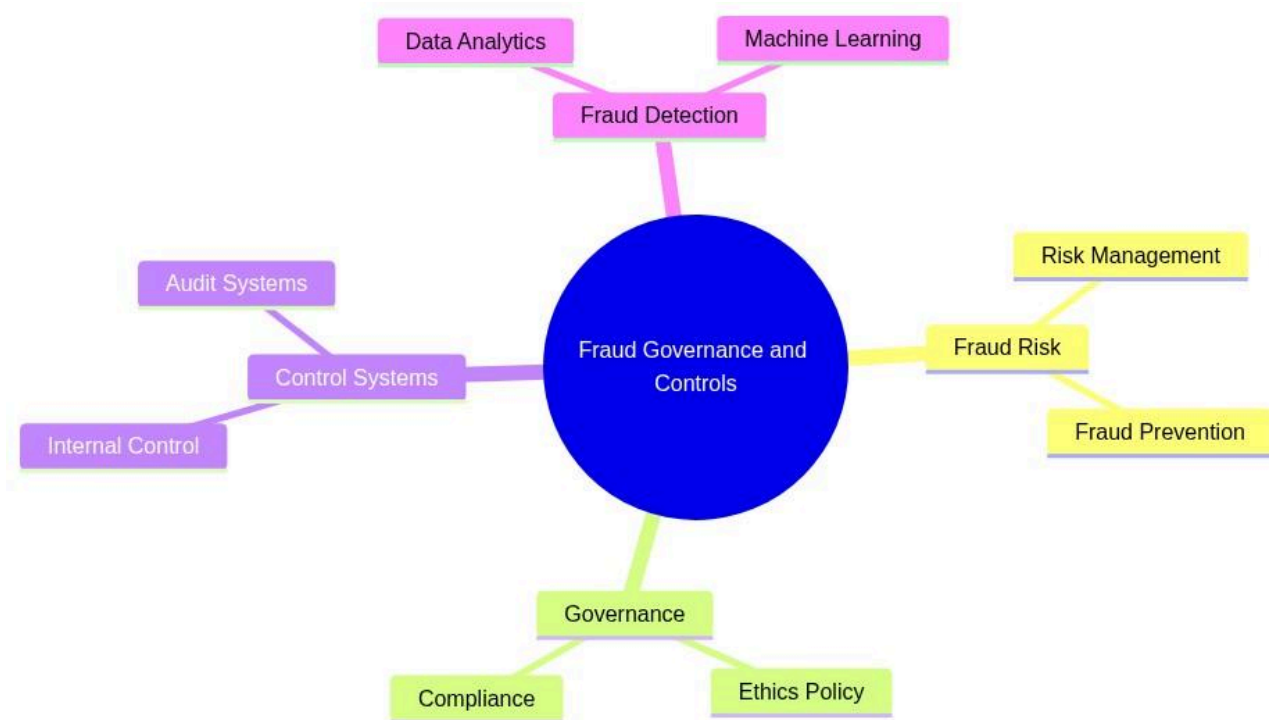 Data Analytics
Machine Learning
Fraud Detection
Risk Management
Audit Systems
Fraud Governance and
Controls
Fraud Risk
Control Systems
Fraud Prevention
Internal Control
Governance
Compliance
Ethics Policy